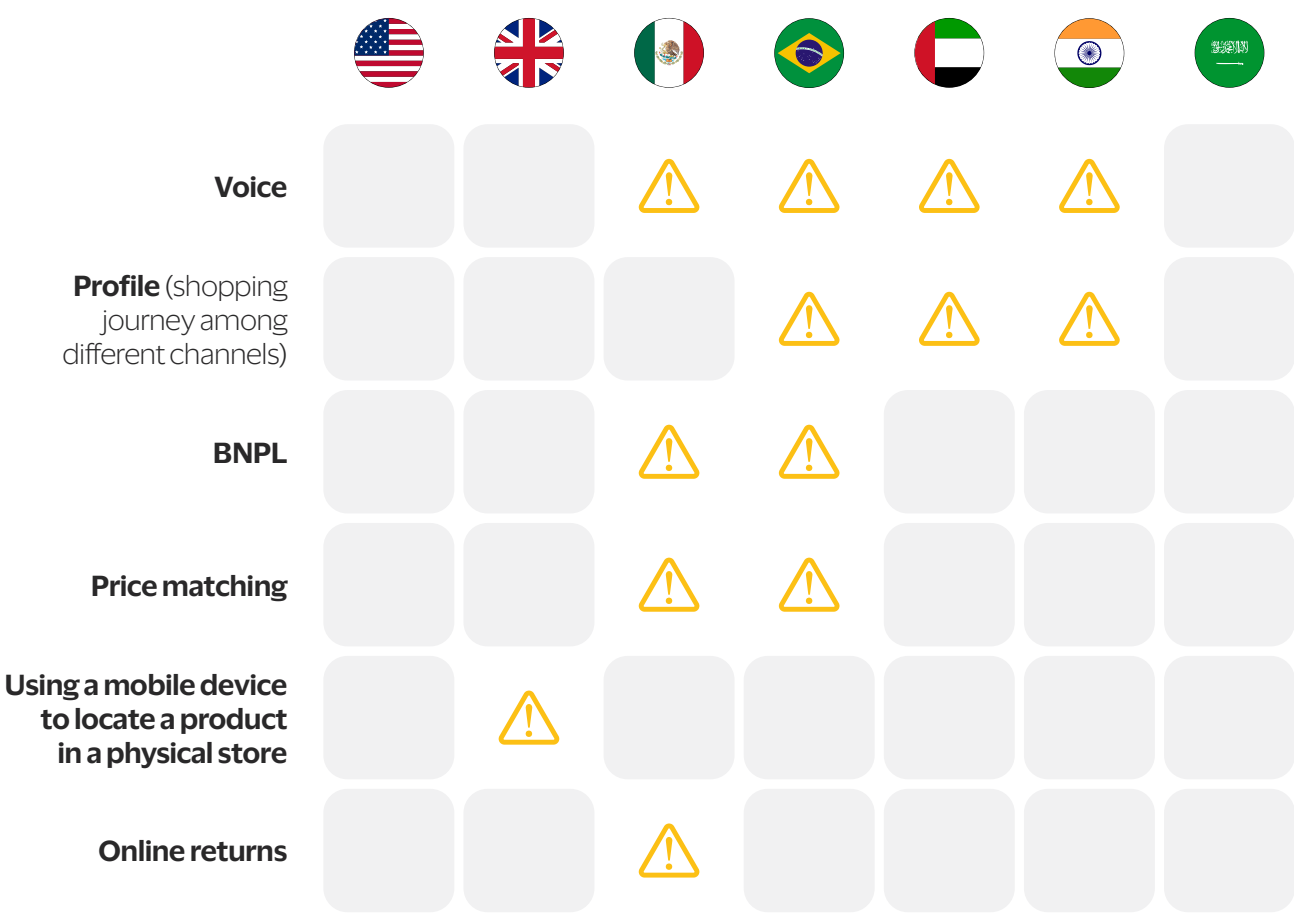 Voice
Profile (shopping
journey among
different channels)
BNPL
Price matching
Using a mobile device
to locate a product
in a physical store
Online returns